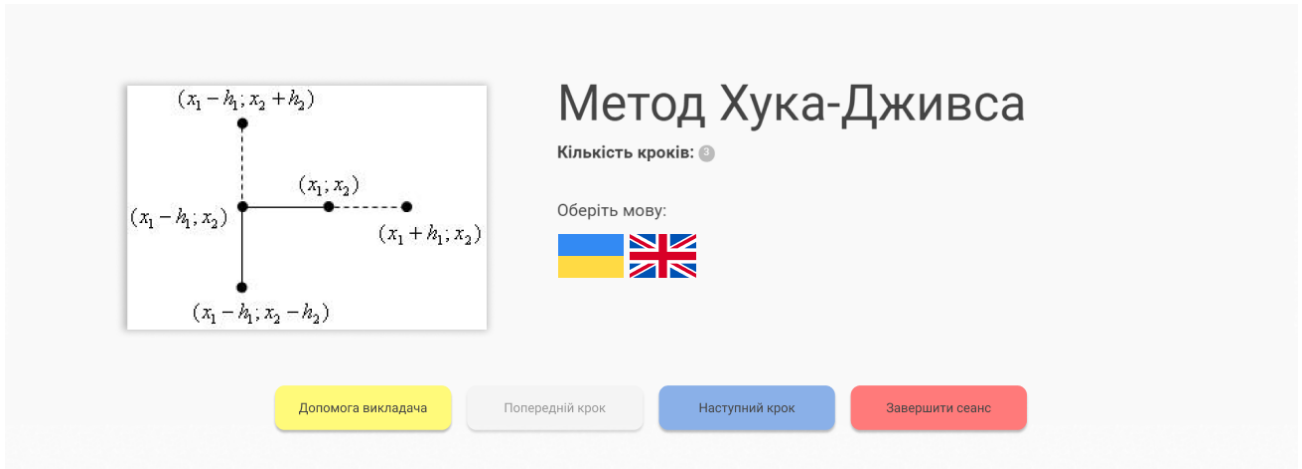 (x₁ − h₁; x₂ + h₂)
(x₁; x₂)
(x₁ − h₁; x₂)
(x₁ + h₁; x₂)
(x₁ − h₁; x₂ − h₂)
Метод Хука-Дживса
Кількість кроків: 3
Оберіть мову:
Допомога викладача
Попередній крок
Наступний крок
Завершити сеанс